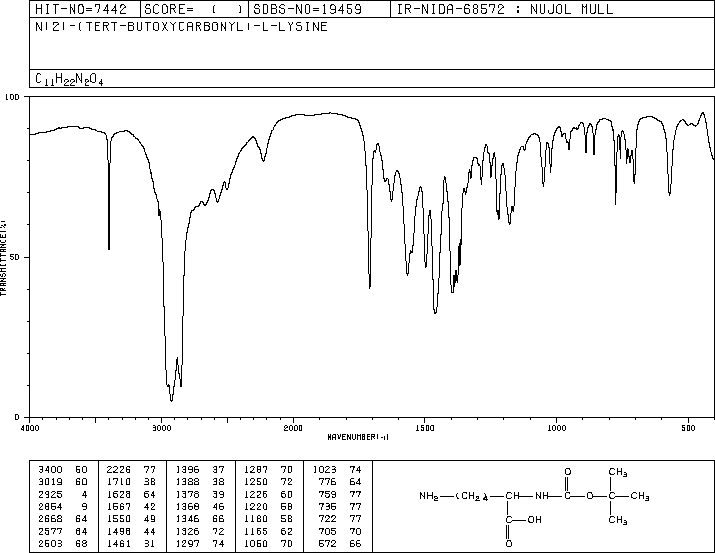 HIT-NO=7442 SCORE= ( ) SDBS-NO=19459 IR-NIDA-68572 : NUJOL MULL
N(2)-(TERT-BUTOXYCARBONYL)-L-LYSINE
C11H22N2O4
100
50
0
TRANSMITTANCE(%)
4000 3000 2000 1500 1000 500
WAVENUMBER(-1)
3400 60 2226 77 1396 37 1287 70 1023 74
3019 60 1710 38 1388 38 1250 72 776 64
2925 4 1628 64 1378 39 1226 60 759 77
2854 9 1567 42 1368 46 1220 58 736 77
2668 64 1550 49 1346 66 1180 58 722 77
2577 64 1498 44 1326 72 1165 62 705 70
2503 68 1461 31 1297 74 1050 70 572 66
O CH3
NH2 (CH2)4 CH NH C O C CH3
C OH CH3
O